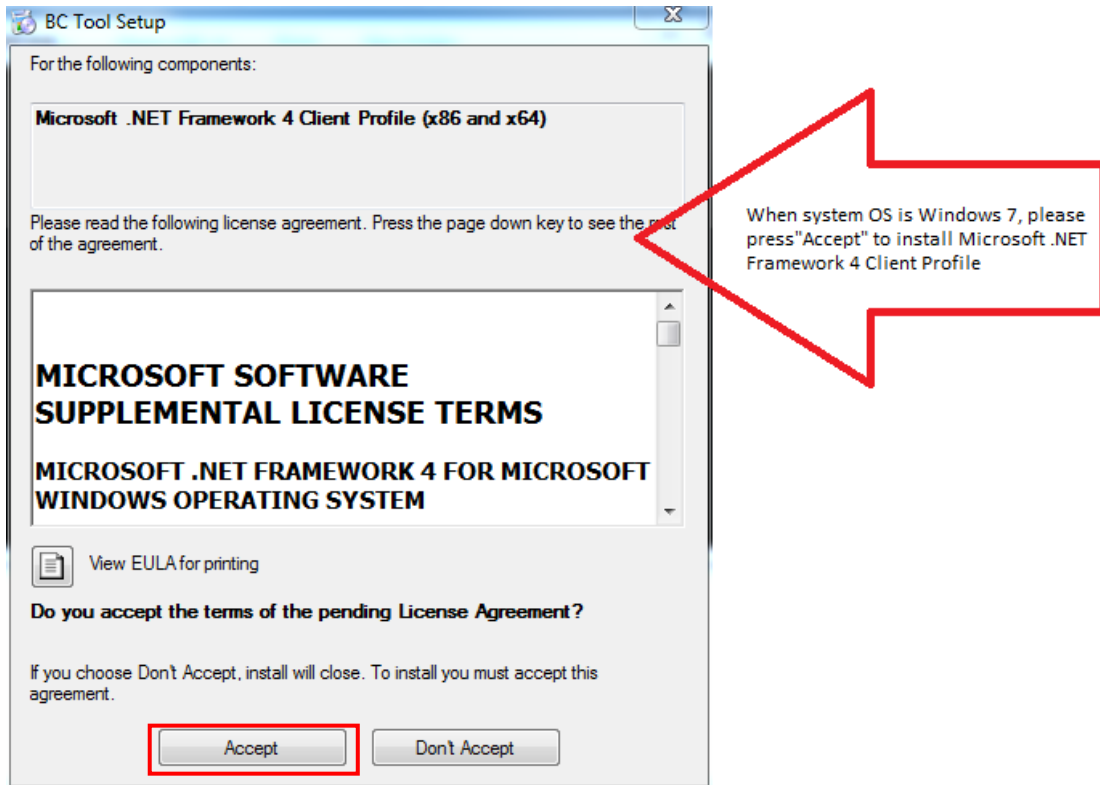 BC Tool Setup
For the following components:
Microsoft .NET Framework 4 Client Profile (x86 and x64)
Please read the following license agreement. Press the page down key to see the rest
of the agreement.
When system OS is Windows 7, please
press"Accept" to install Microsoft .NET
Framework 4 Client Profile
MICROSOFT SOFTWARE
SUPPLEMENTAL LICENSE TERMS
MICROSOFT .NET FRAMEWORK 4 FOR MICROSOFT
WINDOWS OPERATING SYSTEM
View EULA for printing
Do you accept the terms of the pending License Agreement?
If you choose Don't Accept, install will close. To install you must accept this
agreement.
Accept
Don't Accept